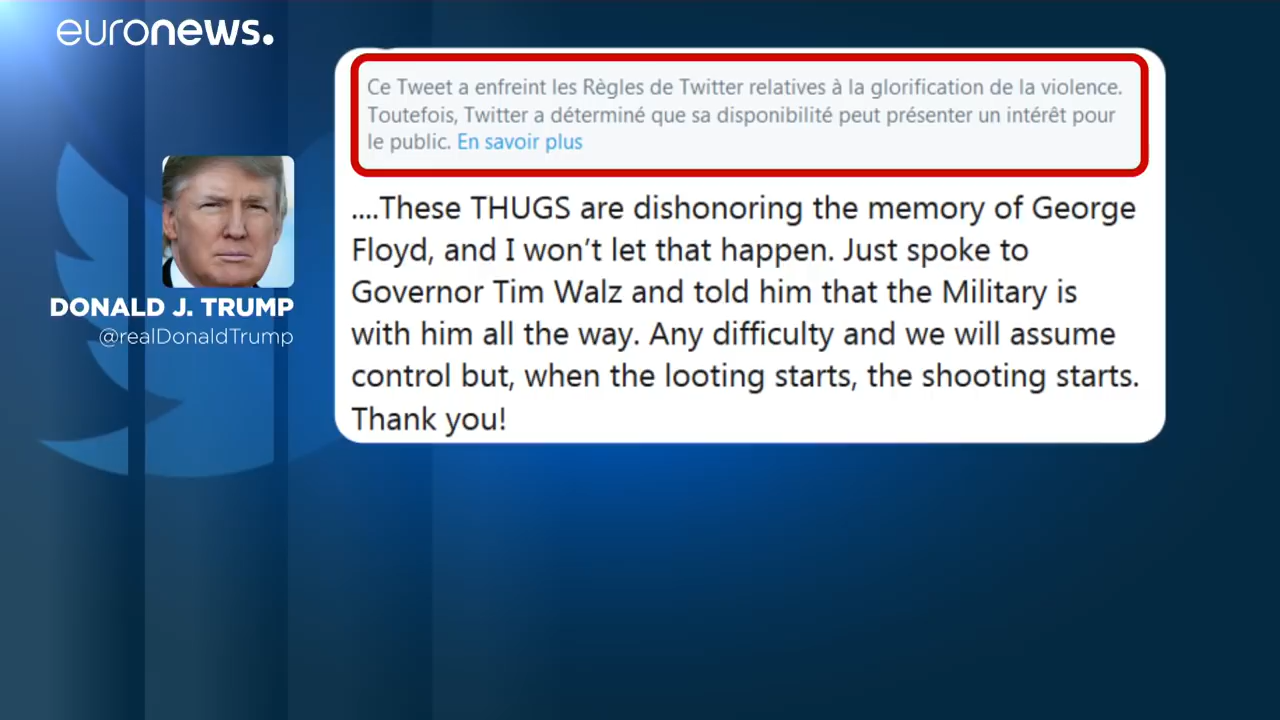 euronews.
Ce Tweet a enfreint les Règles de Twitter relatives à la glorification de la violence.
Toutefois, Twitter a déterminé que sa disponibilité peut présenter un intérêt pour
le public. En savoir plus
DONALD J. TRUMP
@realDonaldTrump
....These THUGS are dishonoring the memory of George
Floyd, and I won’t let that happen. Just spoke to
Governor Tim Walz and told him that the Military is
with him all the way. Any difficulty and we will assume
control but, when the looting starts, the shooting starts.
Thank you!